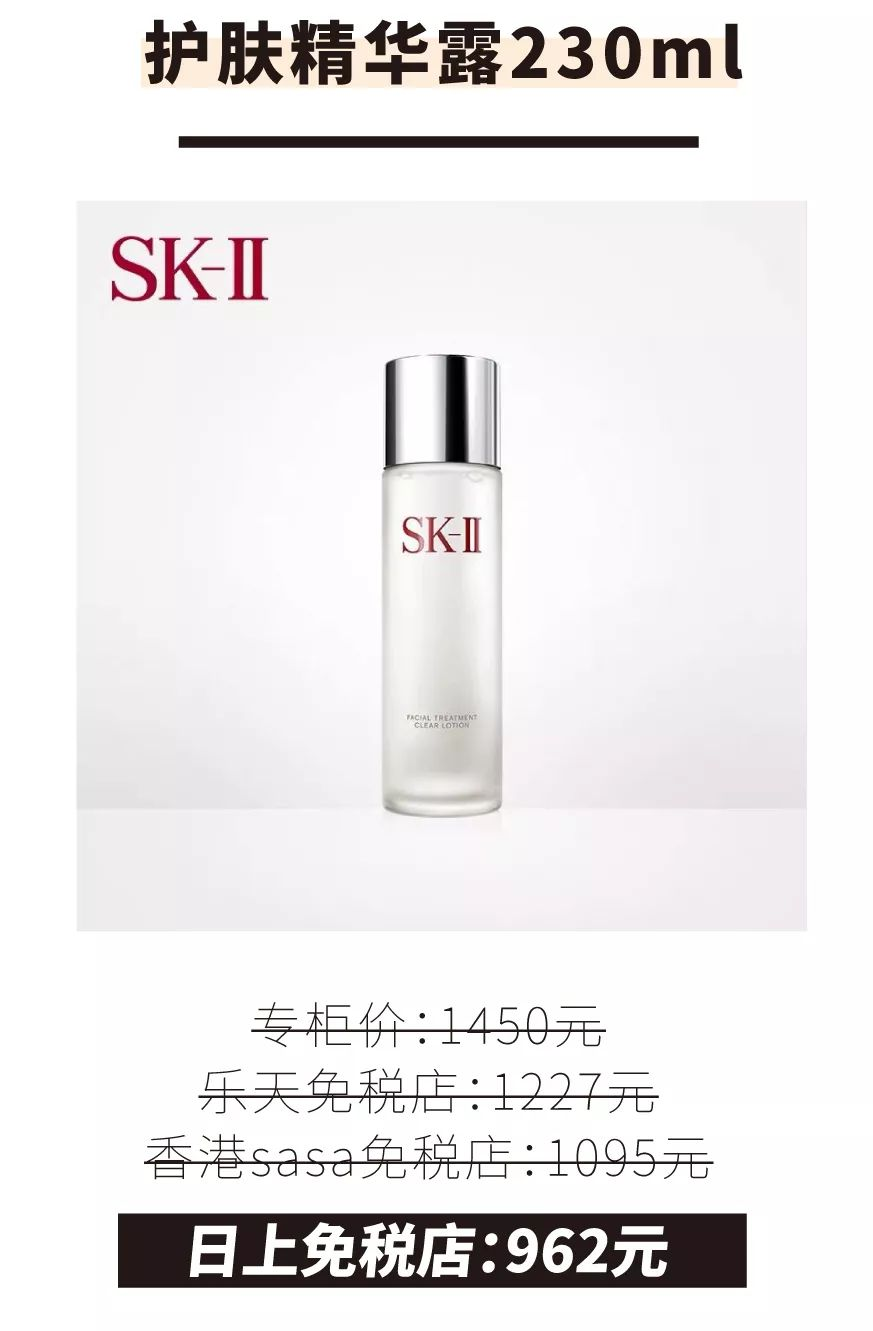 护肤精华露230ml
SK-II
SK-II
FACIAL TREATMENT
CLEAR LOTION
专柜价:1450元
乐天免税店:1227元
香港sasa免税店:1095元
日上免税店:962元